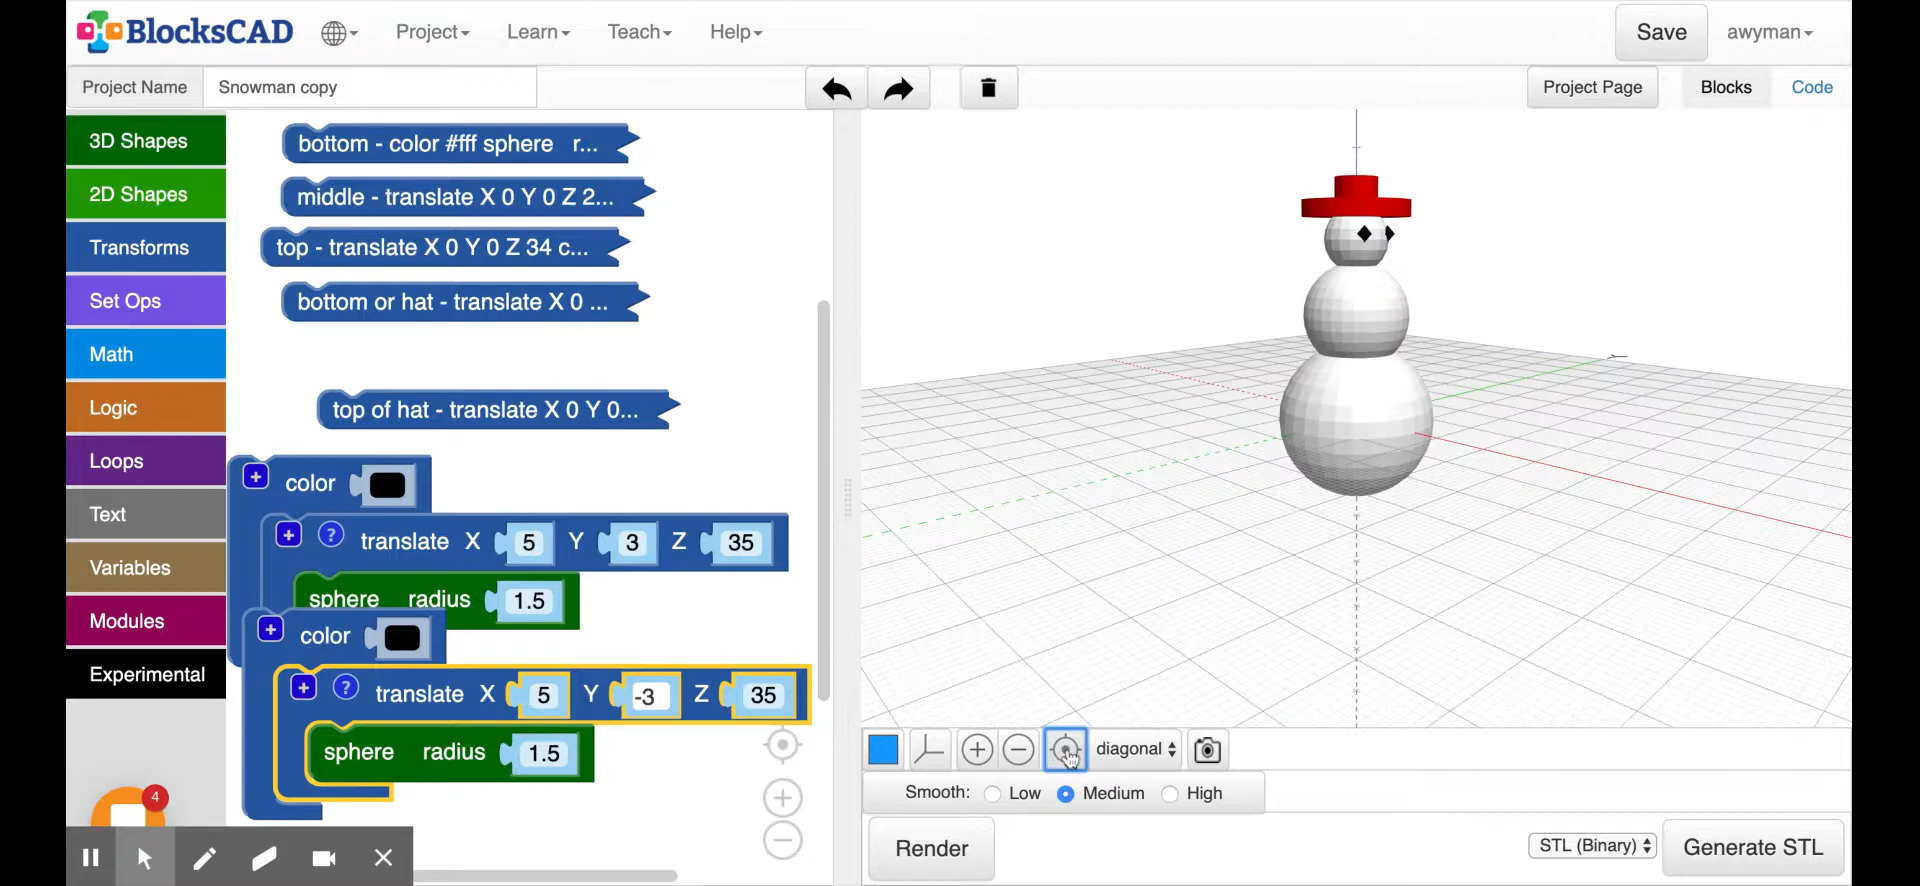 BlocksCAD
Project
Learn
Teach
Help
Save
awyman
Project Name
Snowman copy
Project Page
Blocks
Code
3D Shapes
2D Shapes
Transforms
Set Ops
Math
Logic
Loops
Text
Variables
Modules
Experimental
4
bottom - color #fff sphere r...
middle - translate X 0 Y 0 Z 2...
top - translate X 0 Y 0 Z 34 c...
bottom or hat - translate X 0 ...
top of hat - translate X 0 Y 0...
+ color
+ ? translate X 5 Y 3 Z 35
sphere radius 1.5
+ color
+ ? translate X 5 Y -3 Z 35
sphere radius 1.5
diagonal
Smooth: Low Medium High
Render
STL (Binary)
Generate STL